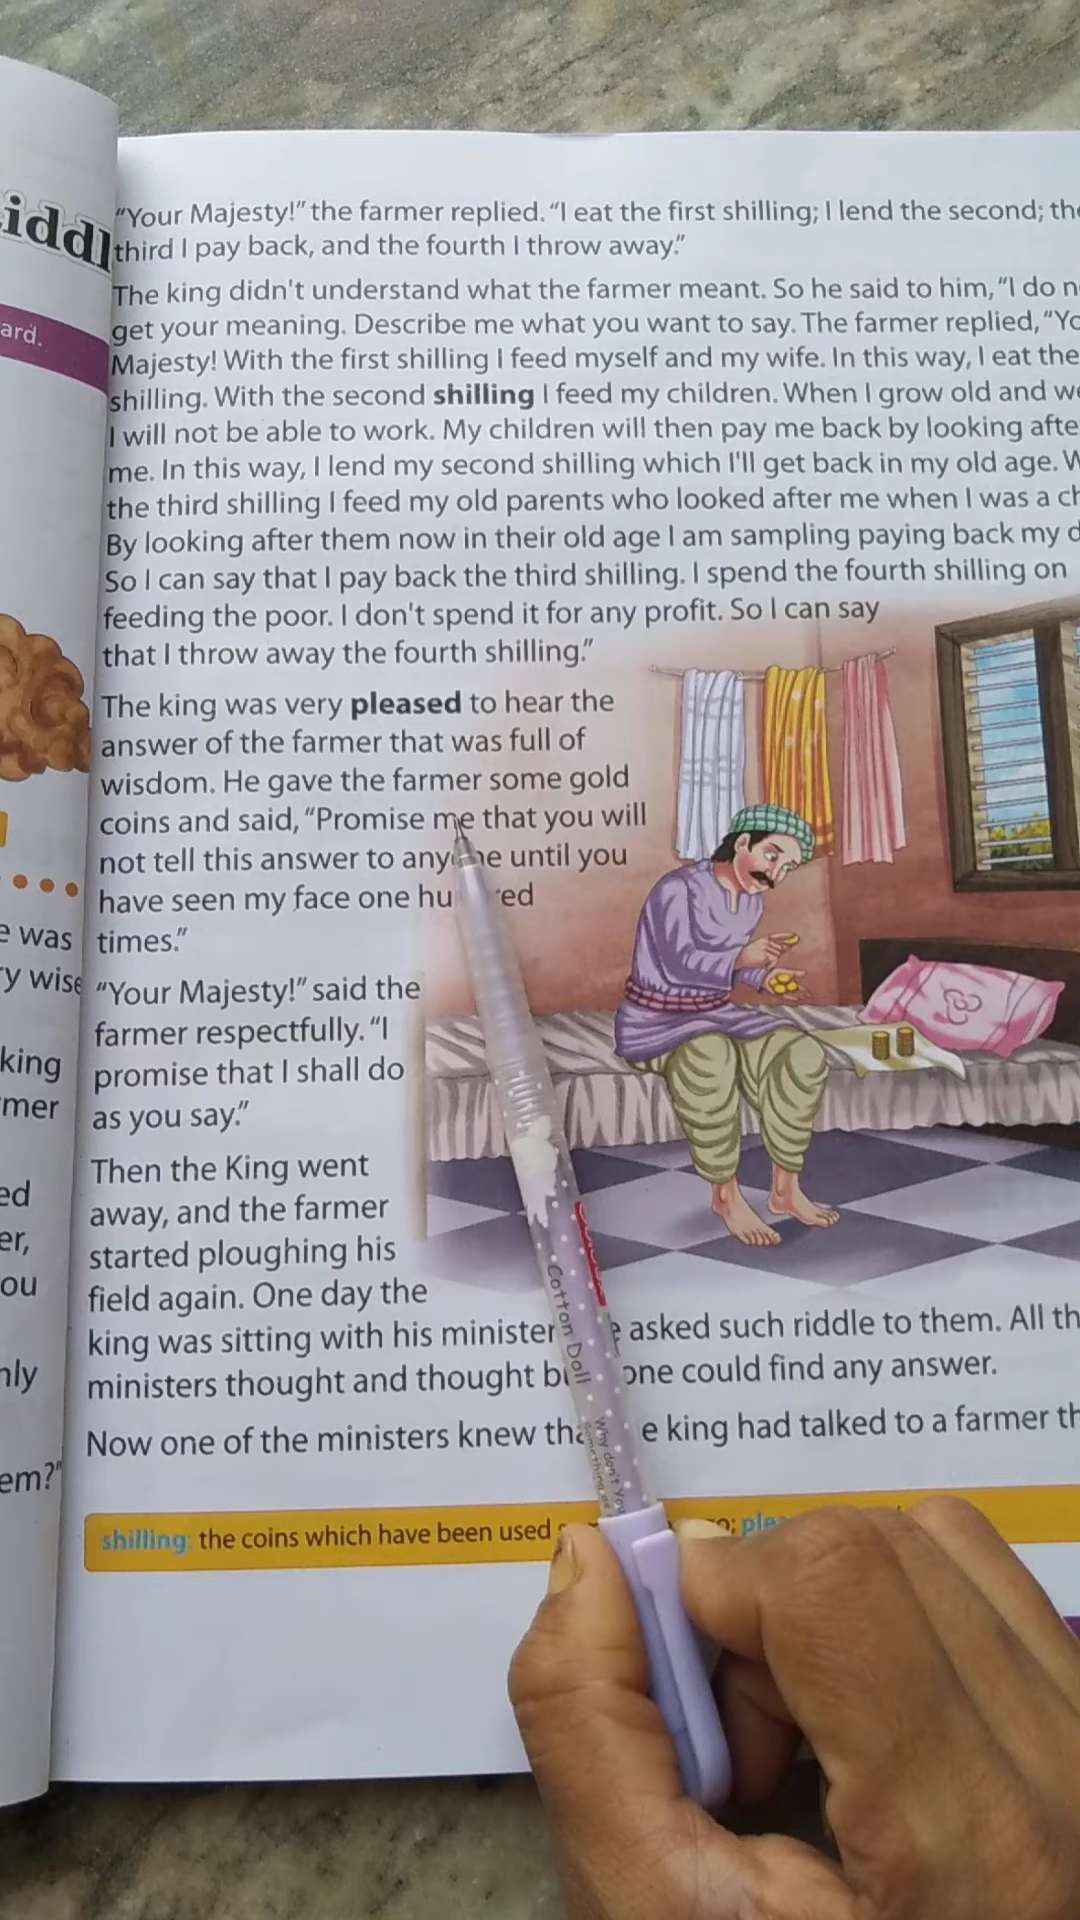 iddl
ard.
e was
ry wise
king
mer
ed
er,
ou
nly
em?"
"Your Majesty!" the farmer replied. "I eat the first shilling; I lend the second; the
third I pay back, and the fourth I throw away."
The king didn't understand what the farmer meant. So he said to him, "I do n
get your meaning. Describe me what you want to say. The farmer replied, "Yo
Majesty! With the first shilling I feed myself and my wife. In this way, I eat the
shilling. With the second shilling I feed my children. When I grow old and we
I will not be able to work. My children will then pay me back by looking afte
me. In this way, I lend my second shilling which I'll get back in my old age. W
the third shilling I feed my old parents who looked after me when I was a ch
By looking after them now in their old age I am sampling paying back my d
So I can say that I pay back the third shilling. I spend the fourth shilling on
feeding the poor. I don't spend it for any profit. So I can say
that I throw away the fourth shilling."
The king was very pleased to hear the
answer of the farmer that was full of
wisdom. He gave the farmer some gold
coins and said, "Promise me that you will
not tell this answer to any ne until you
have seen my face one hu red
times."
"Your Majesty!" said the
farmer respectfully. "I
promise that I shall do
as you say."
Then the King went
away, and the farmer
started ploughing his
field again. One day the
king was sitting with his minister e asked such riddle to them. All th
ministers thought and thought b one could find any answer.
Now one of the ministers knew tha e king had talked to a farmer th
shilling: the coins which have been used o; plea
Cotton Doll
Why don't You
something